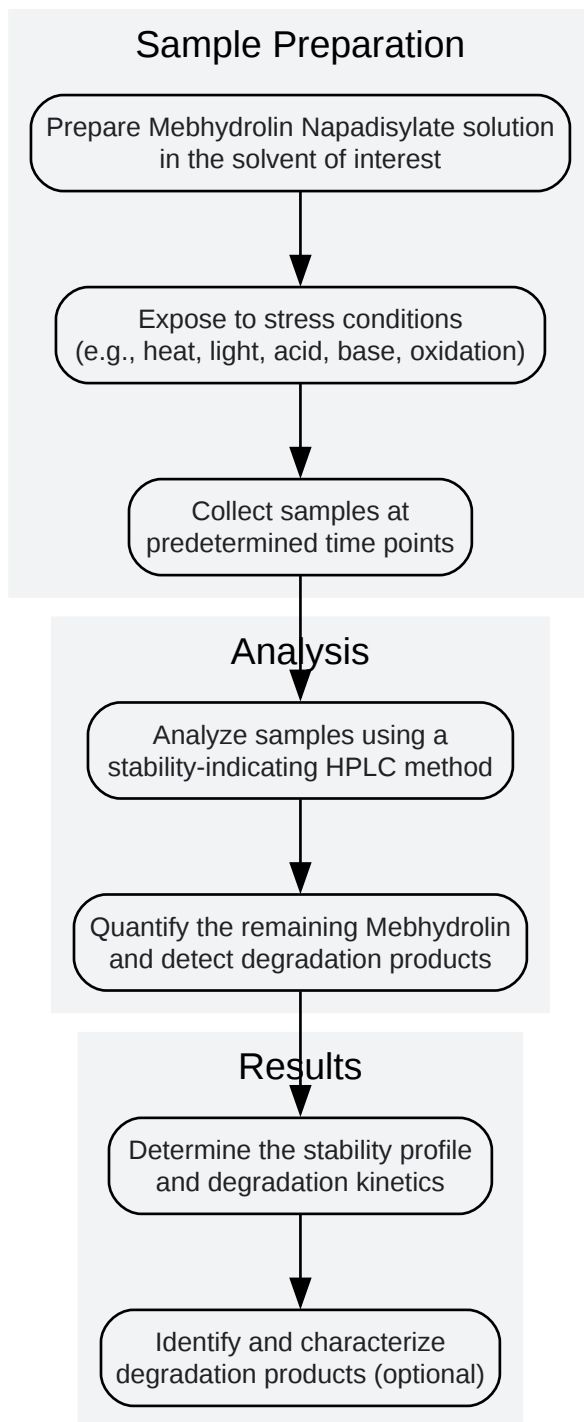 Sample Preparation
Prepare Mebhydrolin Napadisylate solution
in the solvent of interest
Expose to stress conditions
(e.g., heat, light, acid, base, oxidation)
Collect samples at
predetermined time points
Analysis
Analyze samples using a
stability-indicating HPLC method
Quantify the remaining Mebhydrolin
and detect degradation products
Results
Determine the stability profile
and degradation kinetics
Identify and characterize
degradation products (optional)